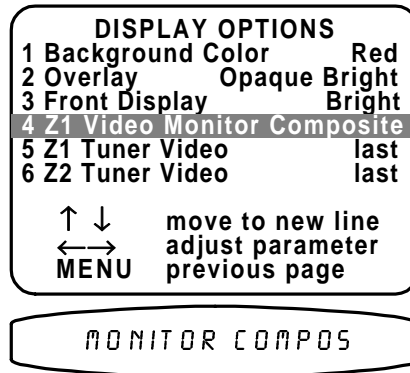 DISPLAY OPTIONS
1 Background Color Red
2 Overlay Opaque Bright
3 Front Display Bright
4 Z1 Video Monitor Composite
5 Z1 Tuner Video last
6 Z2 Tuner Video last
↑ ↓ move to new line
←→ adjust parameter
MENU previous page
MONITOR COMPOS